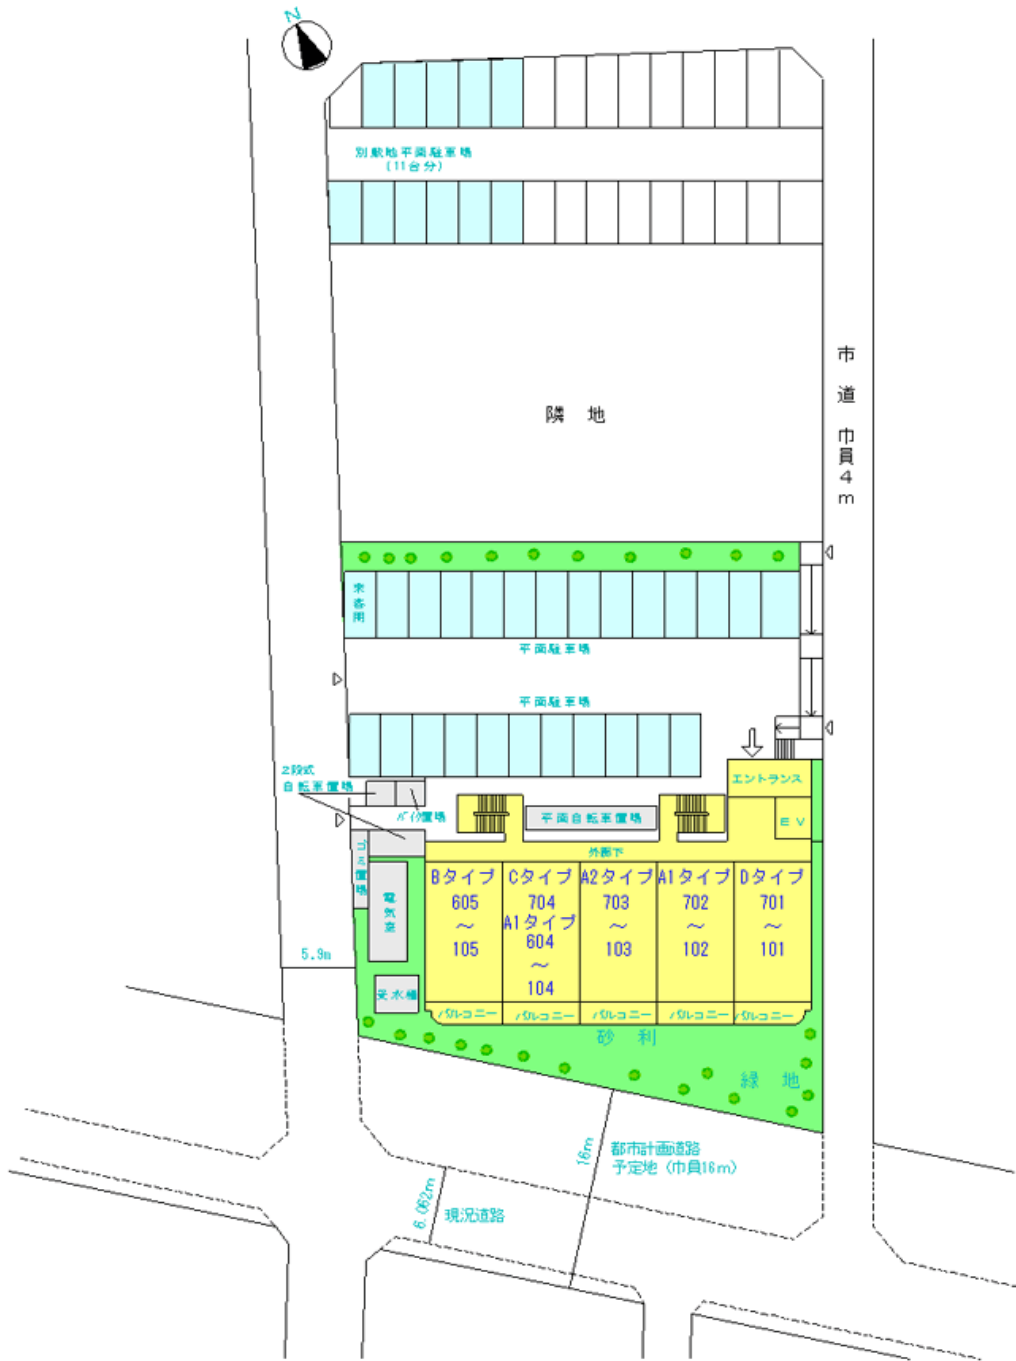 N
別敷地平面駐車場
(11台分)
市道 巾員4m
隣 地
来客用
平面駐車場
平面駐車場
2段式
自転車置場
バイク置場
平面自転車置場
エントランス
EV
ゴミ置場
外廊下
電気室
受水槽
Bタイプ
605
～
105
Cタイプ
704
A1タイプ
604
～
104
A2タイプ
703
～
103
A1タイプ
702
～
102
Dタイプ
701
～
101
バルコニー
バルコニー
バルコニー
バルコニー
バルコニー
5.9m
砂 利
緑 地
16m
都市計画道路
予定地（巾員16m）
6.062m
現況道路